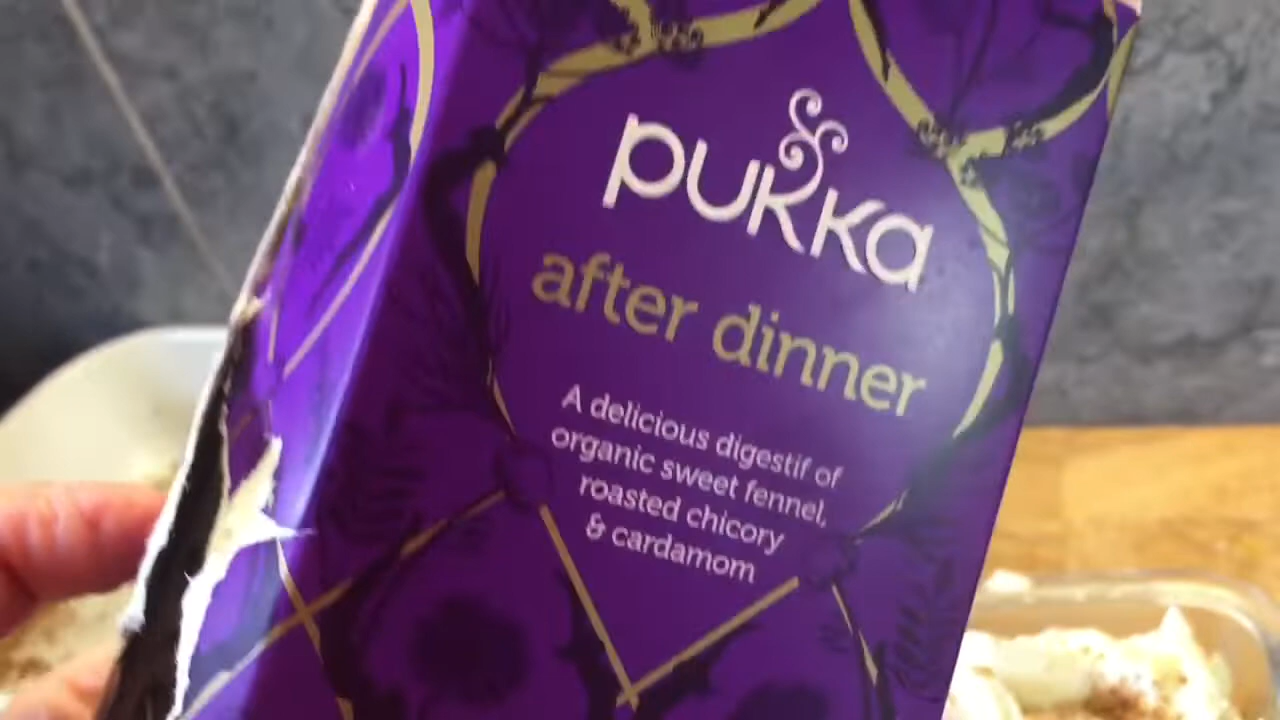 pukka
after dinner
A delicious digestif of
organic sweet fennel,
roasted chicory
& cardamom